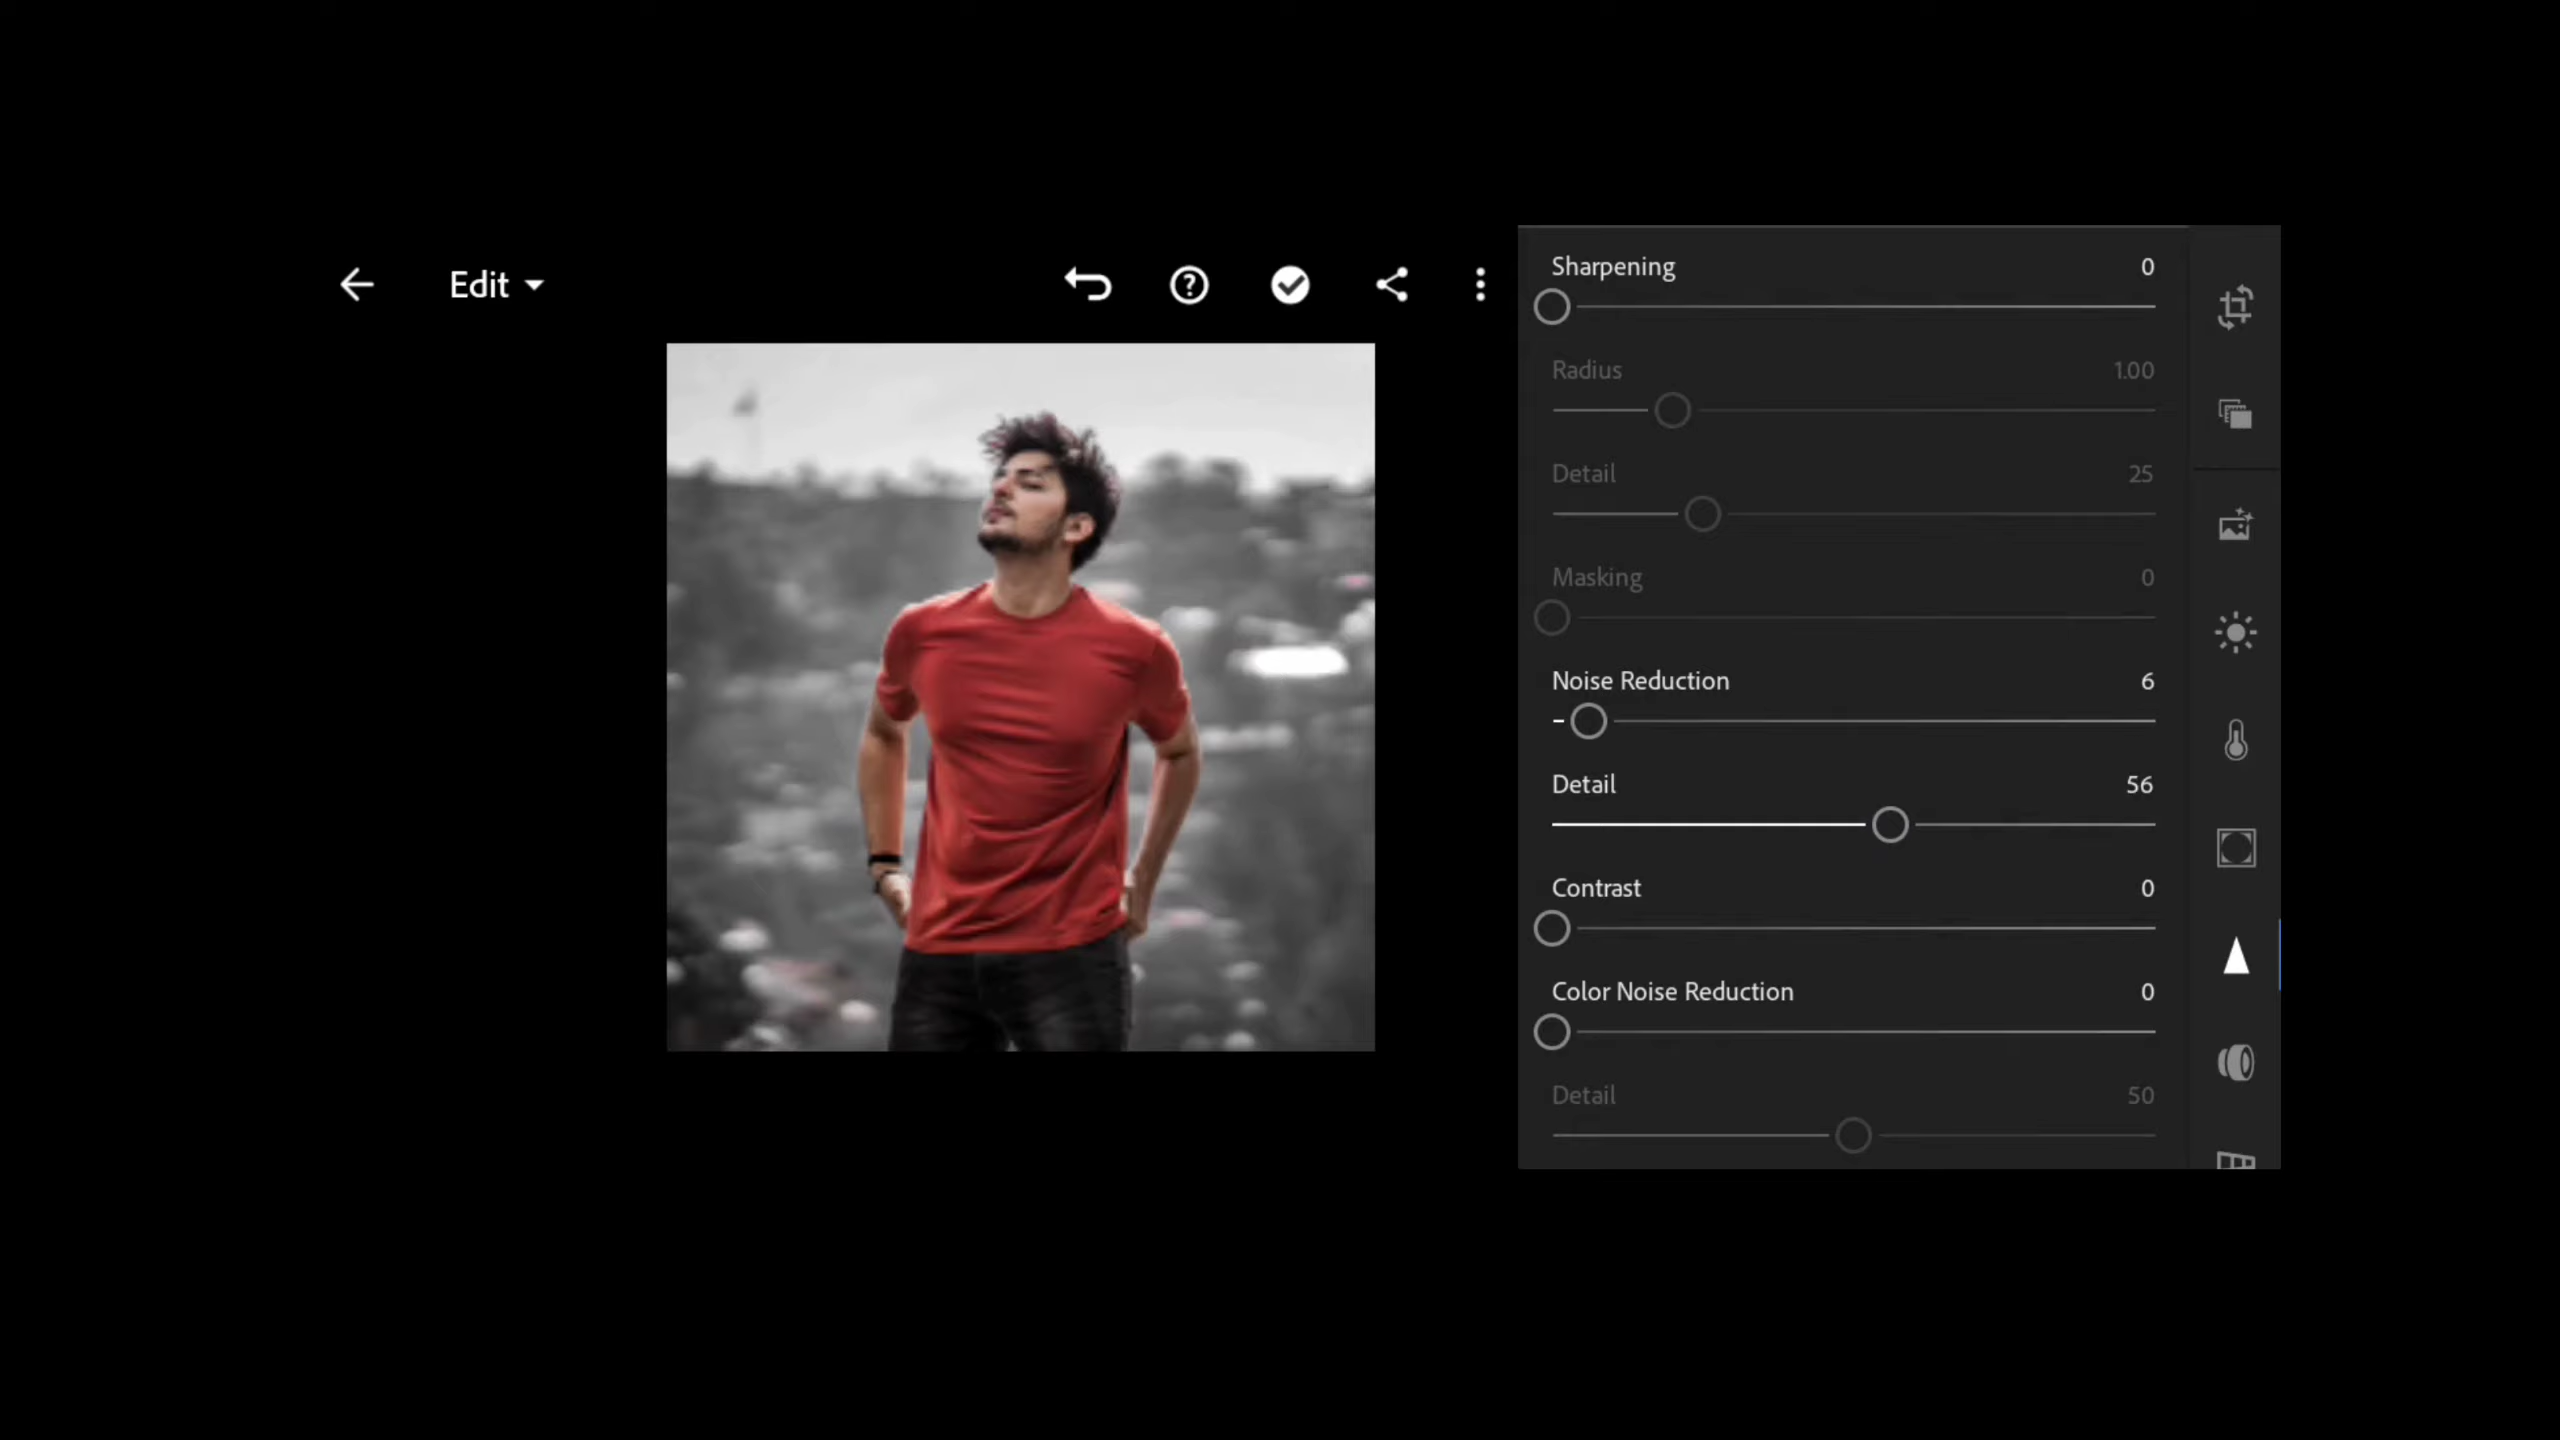 Edit
Sharpening 0
Radius 1.00
Detail 25
Masking 0
Noise Reduction 6
Detail 56
Contrast 0
Color Noise Reduction 0
Detail 50